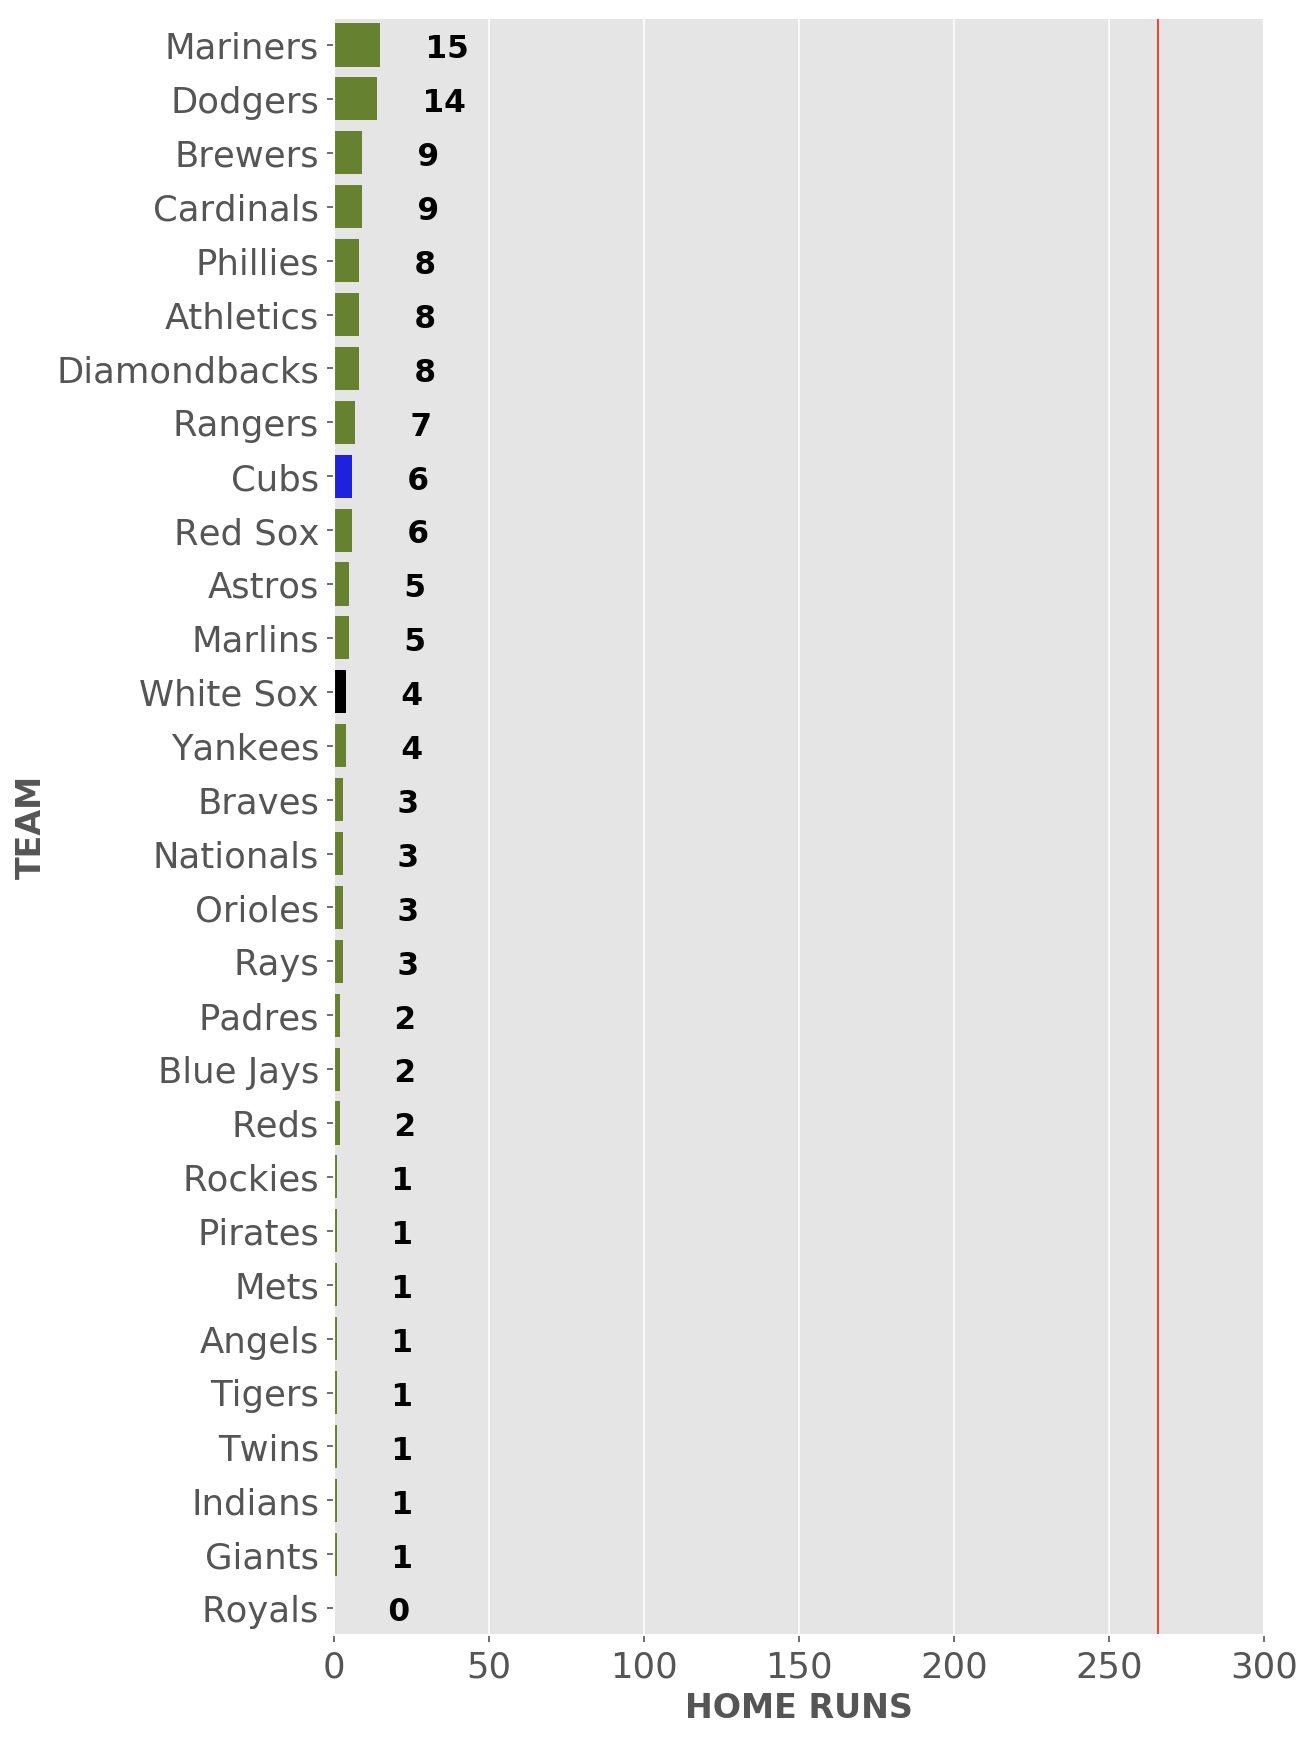 Mariners 15
Dodgers 14
Brewers 9
Cardinals 9
Phillies 8
Athletics 8
Diamondbacks 8
Rangers 7
Cubs 6
Red Sox 6
Astros 5
Marlins 5
White Sox 4
Yankees 4
Braves 3
Nationals 3
Orioles 3
Rays 3
Padres 2
Blue Jays 2
Reds 2
Rockies 1
Pirates 1
Mets 1
Angels 1
Tigers 1
Twins 1
Indians 1
Giants 1
Royals 0
TEAM
0 50 100 150 200 250 300
HOME RUNS